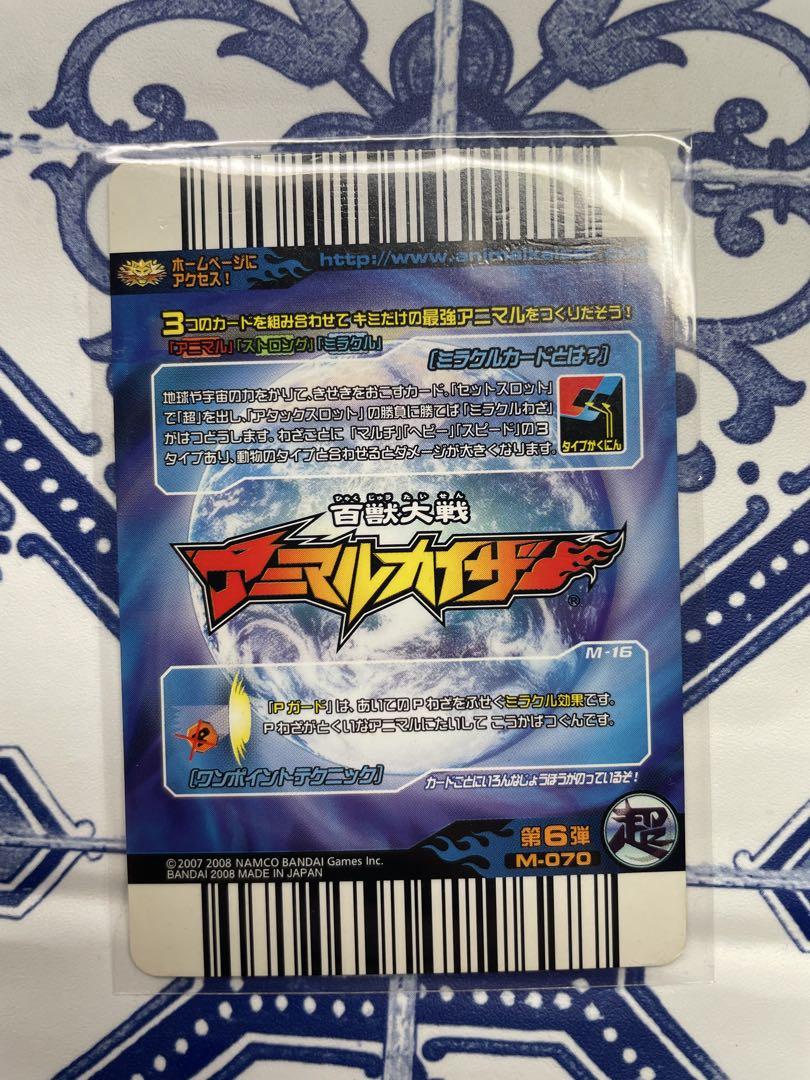 ホームページに
アクセス！
http://www.animalkaiser.
3つのカードを組み合わせて キミだけの最強アニマルをつくりだそう！
「アニマル」「ストロング」「ミラクル」
［ミラクルカードとは？］
地球や宇宙の力をかりて、きせきをおこすカード。「セットスロット」
で「超」を出し、「アタックスロット」の勝負に勝てば「ミラクルわざ」
がはつどうします。わざごとに「マルチ」「ヘビー」「スピード」の３
タイプあり、動物のタイプと合わせるとダメージが大きくなります。
タイプかくにん
ひゃくじゅうたいせん
百獣大戦
アニマルカイザー
®
M-16
「Pガード」は、あいてのPわざをふせぐミラクル効果です。
Pわざがとくいなアニマルにたいして こうかばつぐんです。
P
［ワンポイントテクニック］
カードごとにいろんなじょうほうがのっているぞ！
第6弾
M-070
超
©2007 2008 NAMCO BANDAI Games Inc.
BANDAI 2008 MADE IN JAPAN